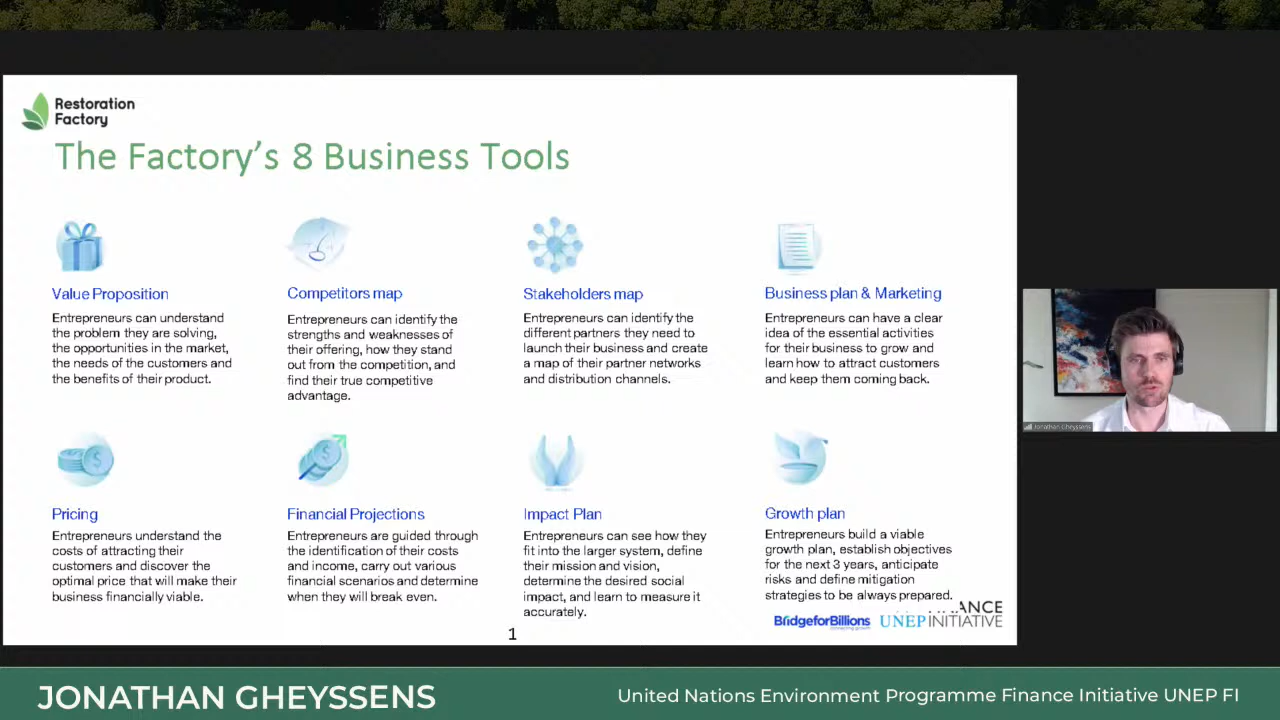 Restoration
Factory
The Factory's 8 Business Tools
Value Proposition
Entrepreneurs can understand
the problem they are solving,
the opportunities in the market,
the needs of the customers and
the benefits of their product.
Competitors map
Entrepreneurs can identify the
strengths and weaknesses of
their offering, how they stand
out from the competition, and
find their true competitive
advantage.
Stakeholders map
Entrepreneurs can identify the
different partners they need to
launch their business and create
a map of their partner networks
and distribution channels.
Business plan & Marketing
Entrepreneurs can have a clear
idea of the essential activities
for their business to grow and
learn how to attract customers
and keep them coming back.
Pricing
Entrepreneurs understand the
costs of attracting their
customers and discover the
optimal price that will make their
business financially viable.
Financial Projections
Entrepreneurs are guided through
the identification of their costs
and income, carry out various
financial scenarios and determine
when they will break even.
Impact Plan
Entrepreneurs can see how they
fit into the larger system, define
their mission and vision,
determine the desired social
impact, and learn to measure it
accurately.
Growth plan
Entrepreneurs build a viable
growth plan, establish objectives
for the next 3 years, anticipate
risks and define mitigation
strategies to be always prepared.
BridgeforBillions
UNEP INITIATIVE
1
Jonathan Gheyssens
JONATHAN GHEYSSENS
United Nations Environment Programme Finance Initiative UNEP FI